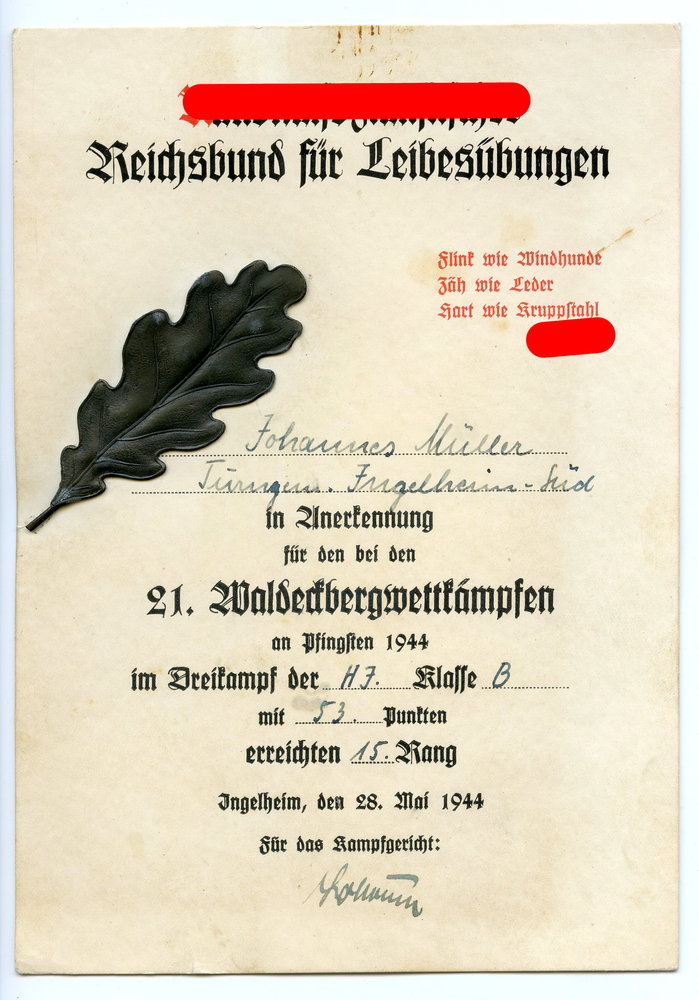 Reichsbund für Leibesübungen
Flink wie Windhunde
Zäh wie Leder
Hart wie Kruppstahl
Johannes Müller
Turngem. Ingelheim-Süd
in Anerkennung
für den bei den
21. Waldeckbergwettkämpfen
an Pfingsten 1944
im Dreikampf der HJ. Klasse B
mit 53. Punkten
erreichten 15. Rang
Ingelheim, den 28. Mai 1944
Für das Kampfgericht: